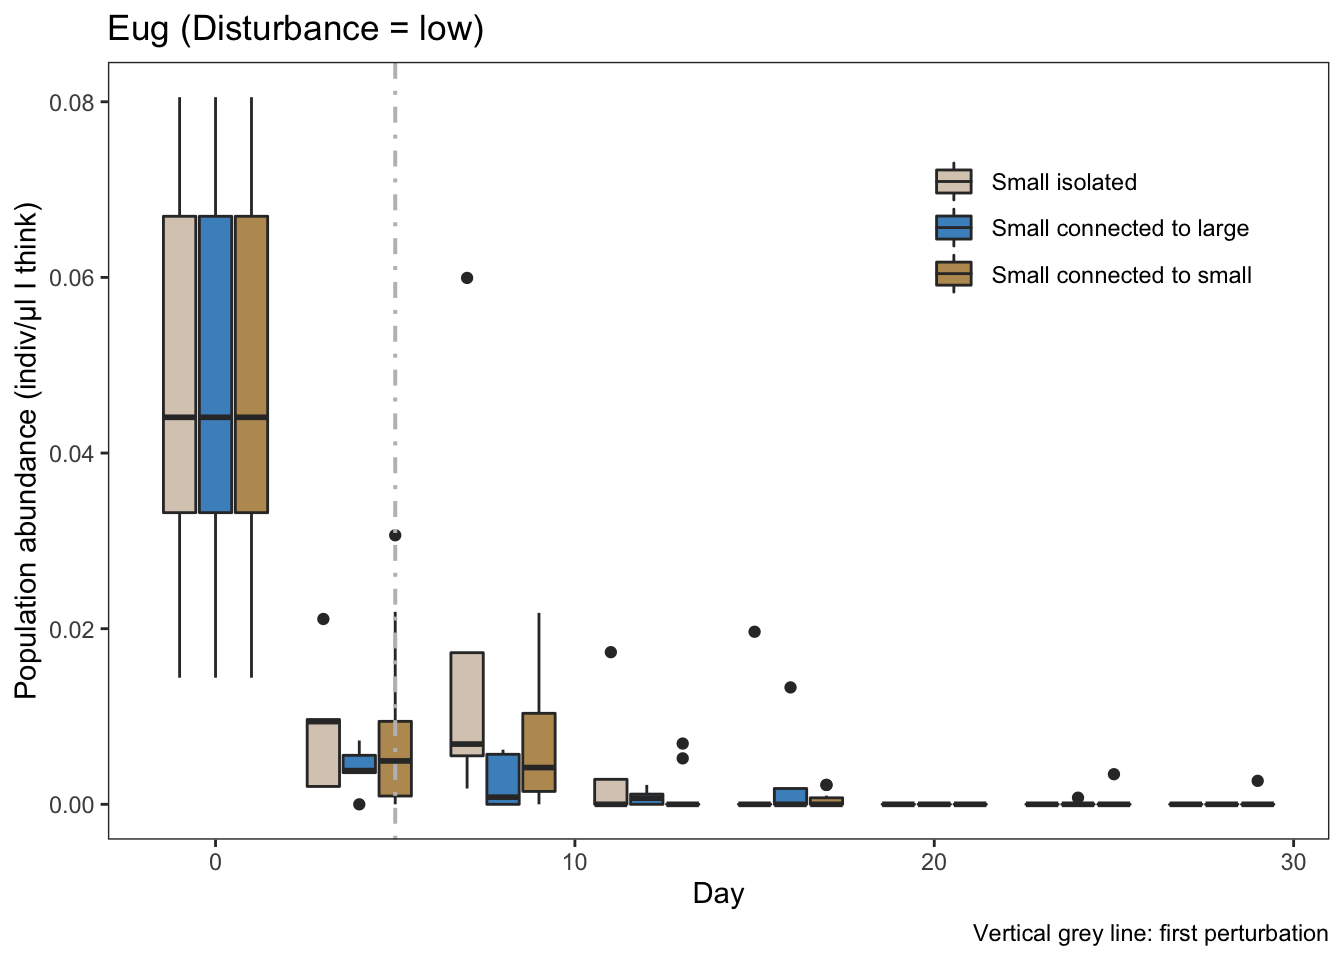 Eug (Disturbance = low)
Population abundance (indiv/μl I think)
0.08
0.06
0.04
0.02
0.00
Small isolated
Small connected to large
Small connected to small
0
10
20
30
Day
Vertical grey line: first perturbation